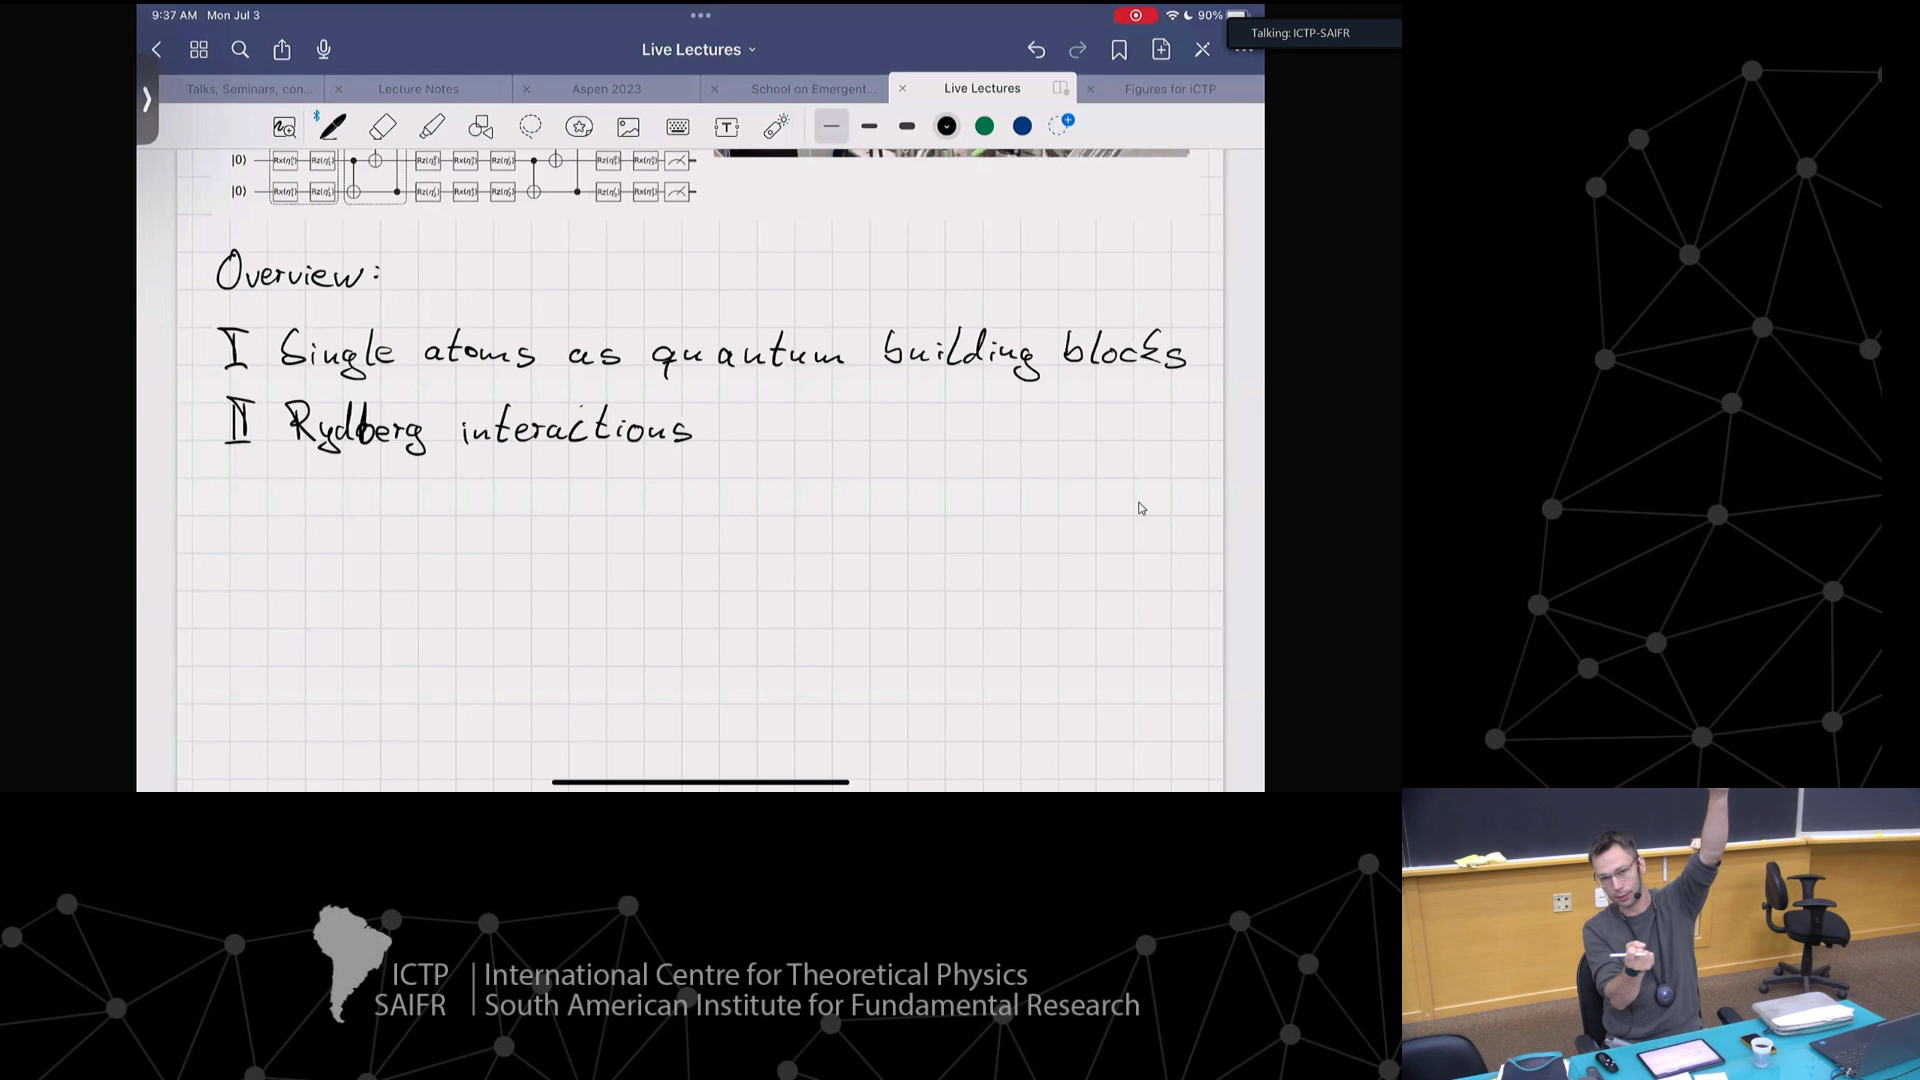 9:37 AM Mon Jul 3
90%
Talking: ICTP-SAIFR
Live Lectures
Talks, Seminars, con...
Lecture Notes
Aspen 2023
School on Emergent...
Live Lectures
Figures for iCTP
|0⟩
|0⟩
Overview:
I Single atoms as quantum building blocks
II Rydberg interactions
ICTP | International Centre for Theoretical Physics
SAIFR | South American Institute for Fundamental Research